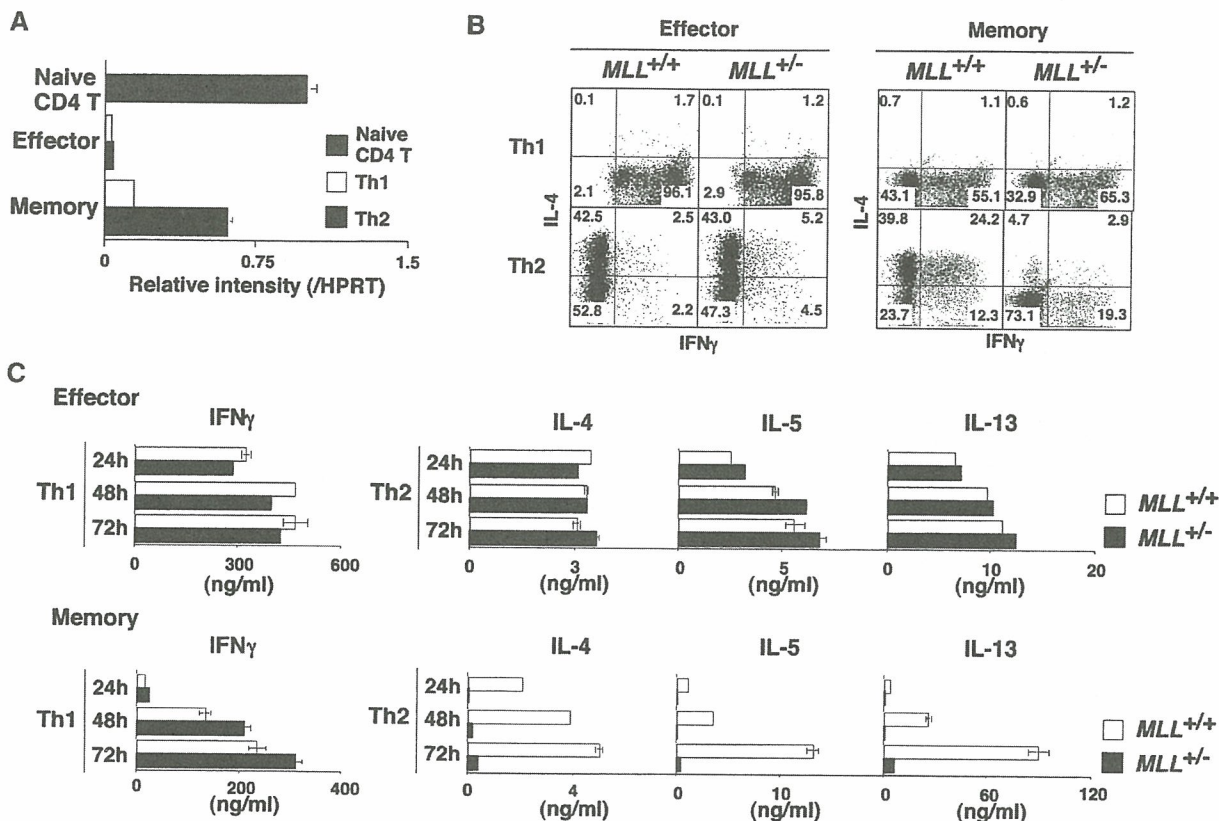 A
Naive
CD4 T
Effector
Memory
Naive
CD4 T
Th1
Th2
0 0.75 1.5
Relative intensity (/HPRT)
B
Effector Memory
MLL+/+ MLL+/- MLL+/+ MLL+/-
Th1
0.1 1.7 0.1 1.2 0.7 1.1 0.6 1.2
2.1 96.1 2.9 95.8 43.1 55.1 32.9 65.3
IL-4 IL-4
Th2
42.5 2.5 43.0 5.2 39.8 24.2 4.7 2.9
52.8 2.2 47.3 4.5 23.7 12.3 73.1 19.3
IFNγ IFNγ
C
Effector
IFNγ IL-4 IL-5 IL-13
Th1 Th2
24h 24h
48h 48h
72h 72h
MLL+/+
MLL+/-
0 300 600 0 3 0 5 0 10 20
(ng/ml) (ng/ml) (ng/ml) (ng/ml)
Memory
IFNγ IL-4 IL-5 IL-13
Th1 Th2
24h 24h
48h 48h
72h 72h
MLL+/+
MLL+/-
0 200 400 0 4 0 10 0 60 120
(ng/ml) (ng/ml) (ng/ml) (ng/ml)